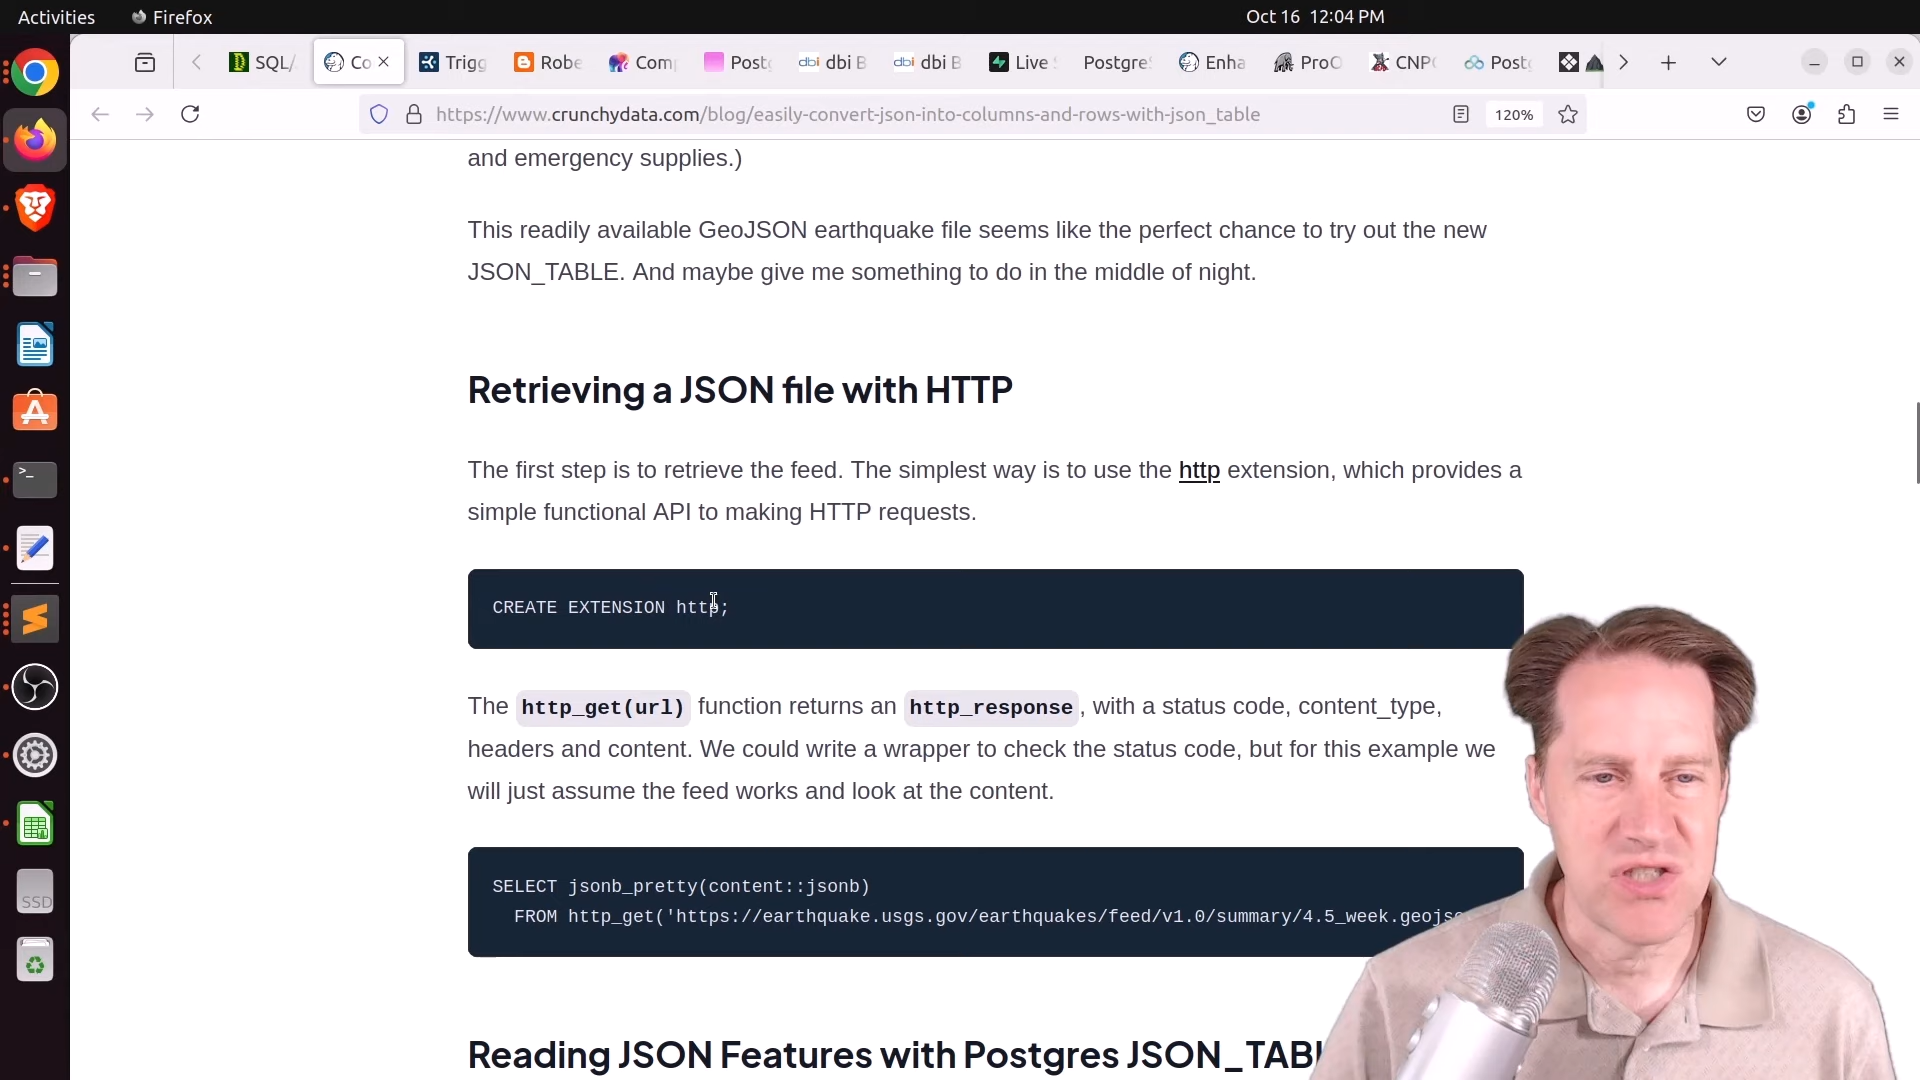 Activities
Firefox
Oct 16 12:04 PM
SQL/
Co
Trigg
Robe
Com
Post
dbi B
dbi B
Live
Postgre
Enha
ProO
CNP
Post
https://www.crunchydata.com/blog/easily-convert-json-into-columns-and-rows-with-json_table
120%
and emergency supplies.)
This readily available GeoJSON earthquake file seems like the perfect chance to try out the new
JSON_TABLE. And maybe give me something to do in the middle of night.
Retrieving a JSON file with HTTP
The first step is to retrieve the feed. The simplest way is to use the http extension, which provides a
simple functional API to making HTTP requests.
CREATE EXTENSION http;
The http_get(url) function returns an http_response, with a status code, content_type,
headers and content. We could write a wrapper to check the status code, but for this example we
will just assume the feed works and look at the content.
SELECT jsonb_pretty(content::jsonb)
FROM http_get('https://earthquake.usgs.gov/earthquakes/feed/v1.0/summary/4.5_week.geojso
Reading JSON Features with Postgres JSON_TABL
SSD